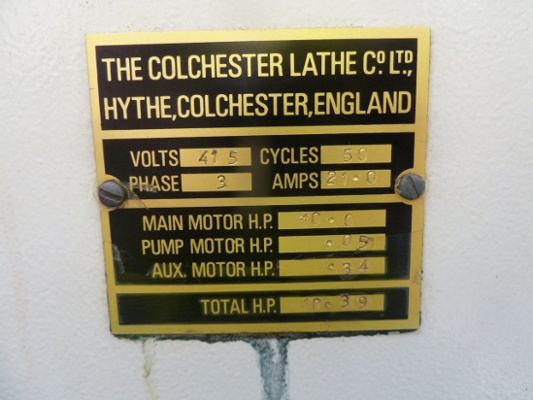 THE COLCHESTER LATHE Cº LTD.,
HYTHE, COLCHESTER, ENGLAND
VOLTS 415 CYCLES 50
PHASE 3 AMPS 21.0
MAIN MOTOR H.P. 10.0
PUMP MOTOR H.P. .05
AUX. MOTOR H.P. .34
TOTAL H.P. 10.39